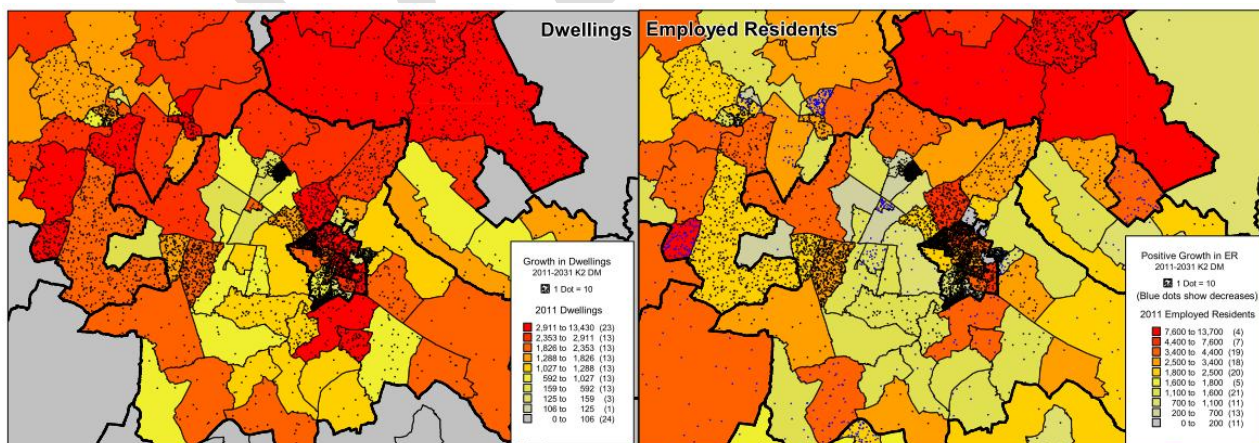 Dwellings
Employed Residents
Growth in Dwellings
2011-2031 K2 DM
1 Dot = 10
2011 Dwellings
2,911 to 13,430 (23)
2,353 to 2,911 (13)
1,826 to 2,353 (13)
1,288 to 1,826 (13)
1,027 to 1,288 (13)
592 to 1,027 (13)
159 to 592 (13)
125 to 159 (3)
106 to 125 (1)
0 to 106 (24)
Positive Growth in ER
2011-2031 K2 DM
1 Dot = 10
(Blue dots show decreases)
2011 Employed Residents
7,600 to 13,700 (4)
4,400 to 7,600 (7)
3,400 to 4,400 (19)
2,500 to 3,400 (18)
1,800 to 2,500 (20)
1,600 to 1,800 (5)
1,100 to 1,600 (21)
700 to 1,100 (11)
200 to 700 (13)
0 to 200 (11)